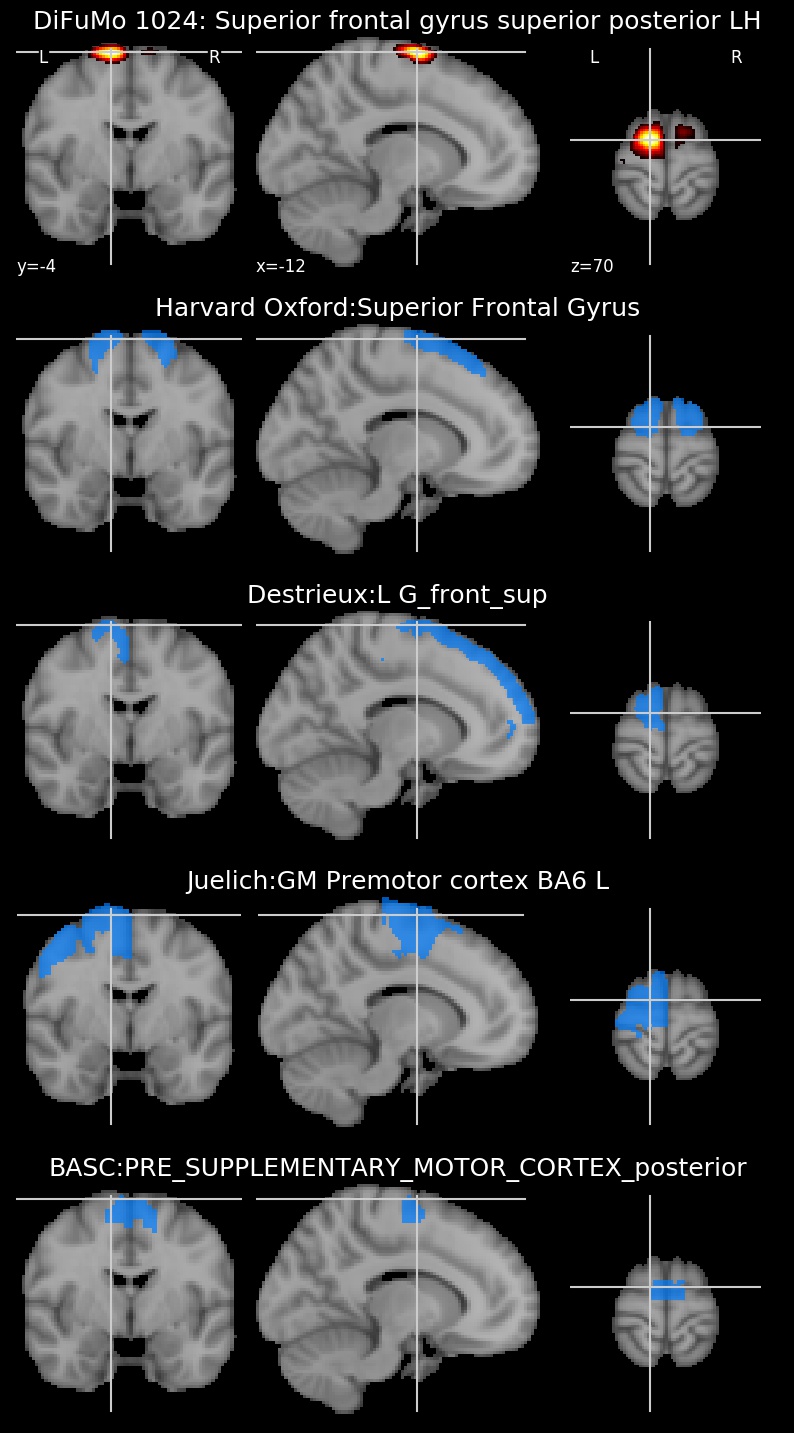 DiFuMo 1024: Superior frontal gyrus superior posterior LH
L R L R
y=-4 x=-12 z=70
Harvard Oxford:Superior Frontal Gyrus
Destrieux:L G_front_sup
Juelich:GM Premotor cortex BA6 L
BASC:PRE_SUPPLEMENTARY_MOTOR_CORTEX_posterior